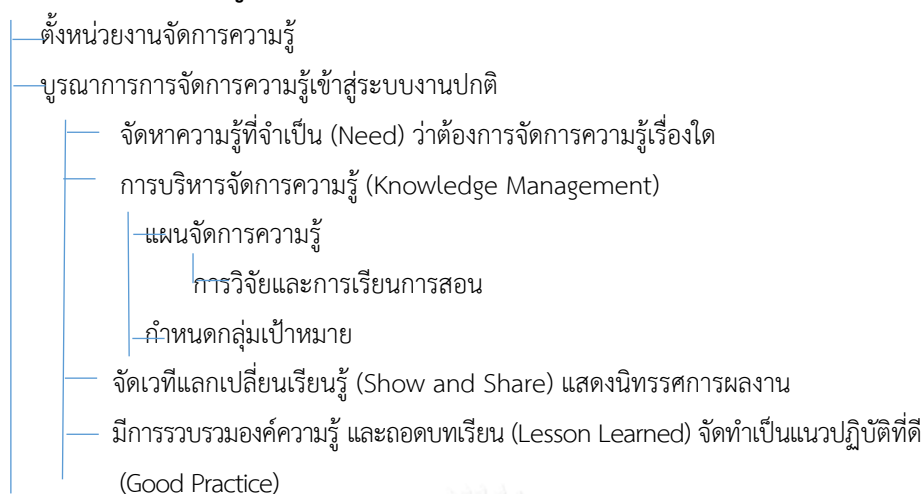 ตั้งหน่วยงานจัดการความรู้
บูรณาการการจัดการความรู้เข้าสู่ระบบงานปกติ
จัดหาความรู้ที่จำเป็น (Need) ว่าต้องการจัดการความรู้เรื่องใด
การบริหารจัดการความรู้ (Knowledge Management)
แผนจัดการความรู้
การวิจัยและการเรียนการสอน
กำหนดกลุ่มเป้าหมาย
จัดเวทีแลกเปลี่ยนเรียนรู้ (Show and Share) แสดงนิทรรศการผลงาน
มีการรวบรวมองค์ความรู้ และถอดบทเรียน (Lesson Learned) จัดทำเป็นแนวปฏิบัติที่ดี
(Good Practice)